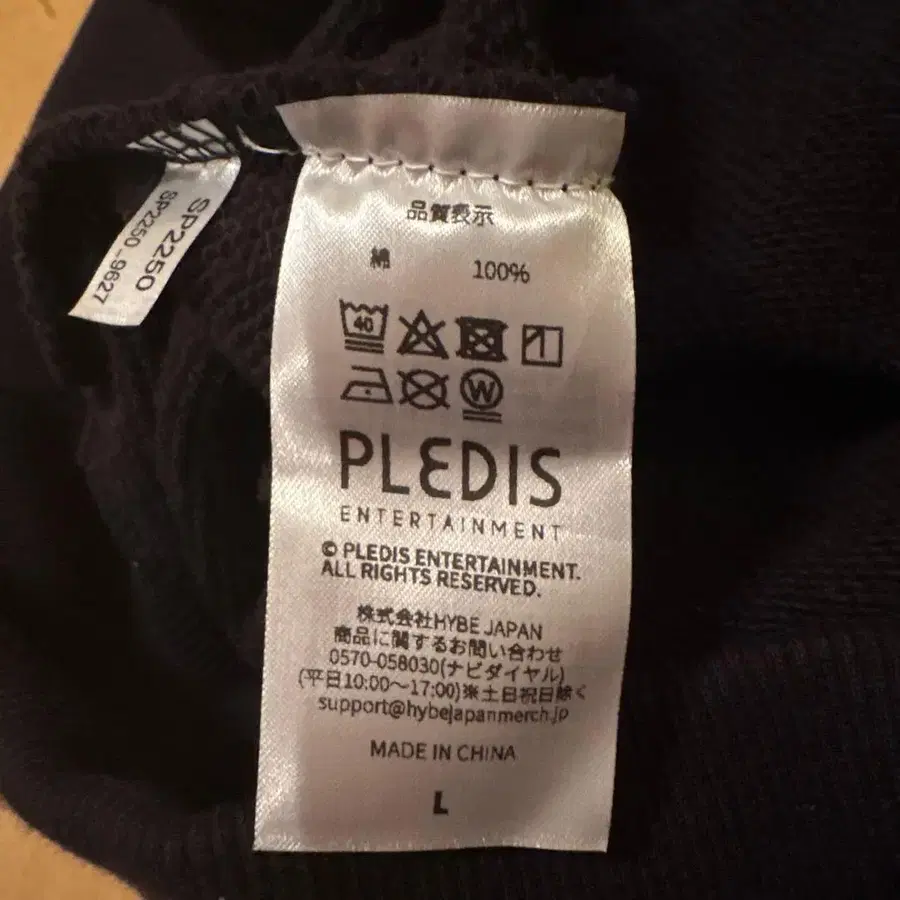 SP2250
SP2250_9627
品質表示
綿 100%
40
W
PLEDIS
ENTERTAINMENT
© PLEDIS ENTERTAINMENT.
ALL RIGHTS RESERVED.
株式会社HYBE JAPAN
商品に関するお問い合わせ
0570-058030(ナビダイヤル)
(平日10:00～17:00)※土日祝日除く
support@hybejapanmerch.jp
MADE IN CHINA
L